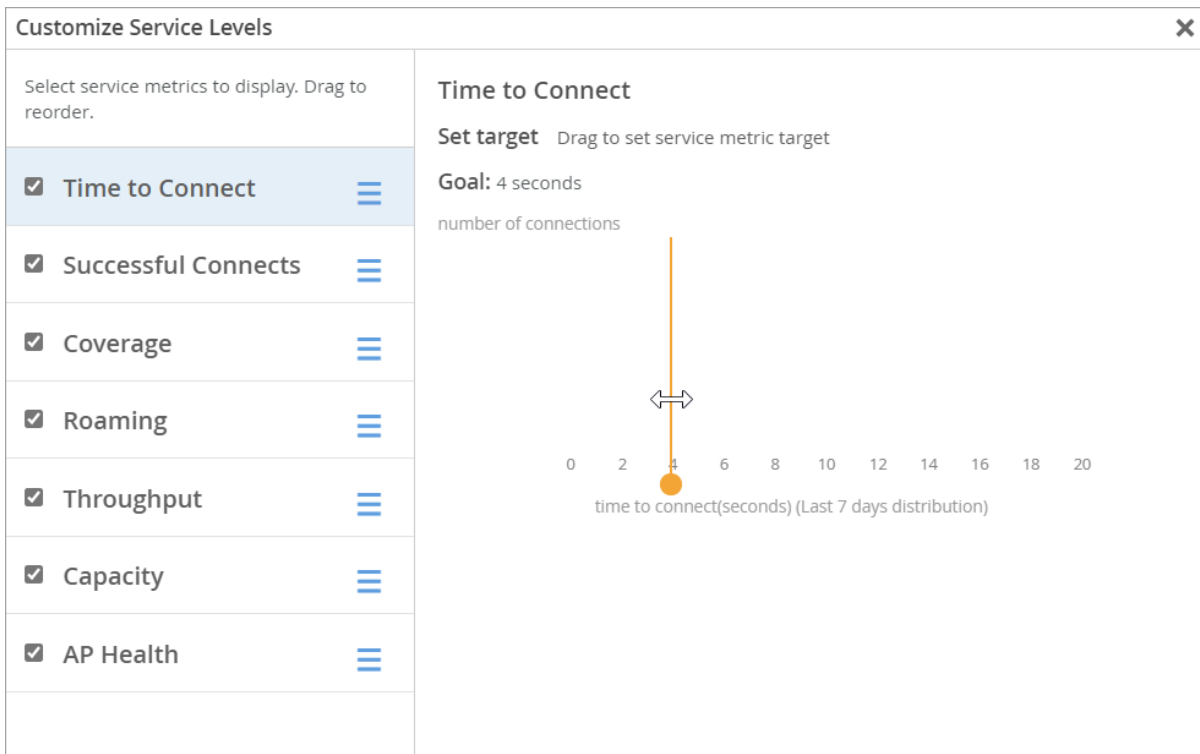 Customize Service Levels
Select service metrics to display. Drag to
reorder.
Time to Connect
Successful Connects
Coverage
Roaming
Throughput
Capacity
AP Health
Time to Connect
Set target Drag to set service metric target
Goal: 4 seconds
number of connections
0 2 4 6 8 10 12 14 16 18 20
time to connect(seconds) (Last 7 days distribution)